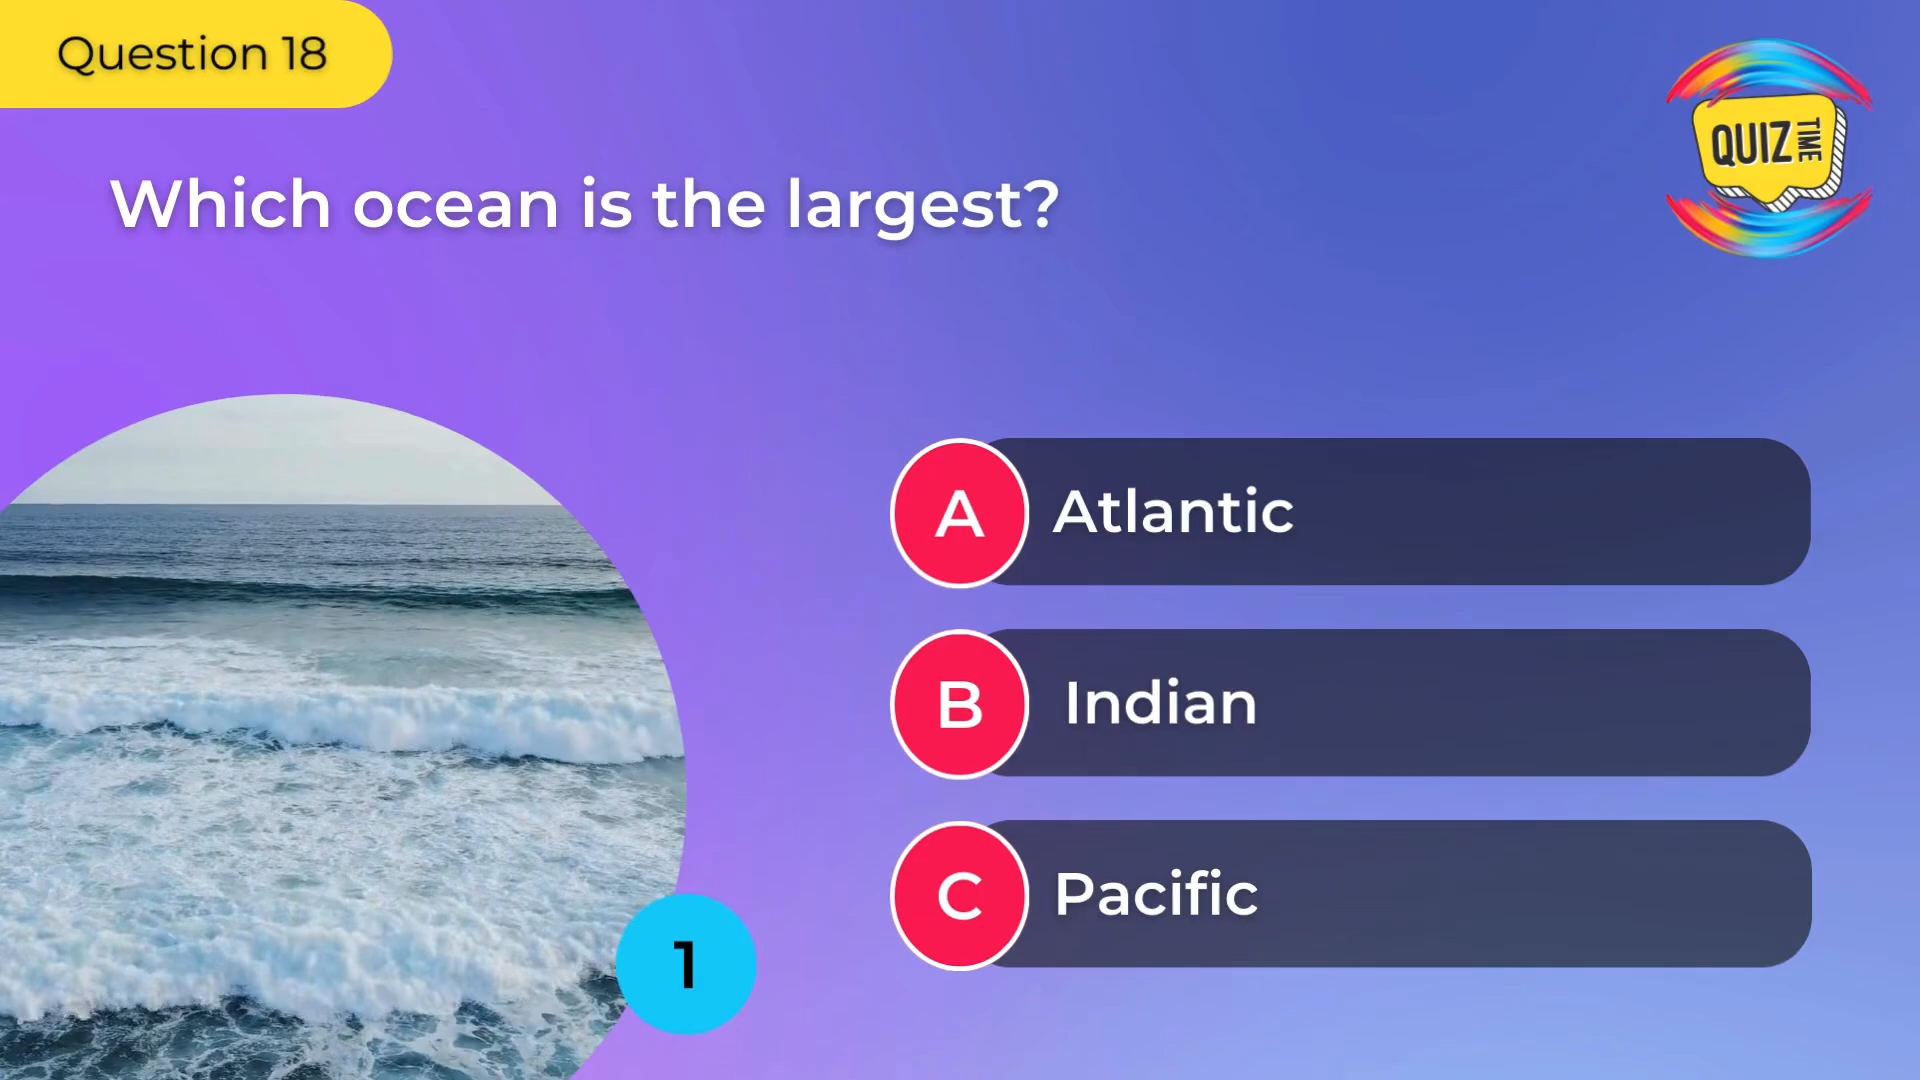 Question 18
QUIZ TIME
Which ocean is the largest?
A Atlantic
B Indian
C Pacific
1